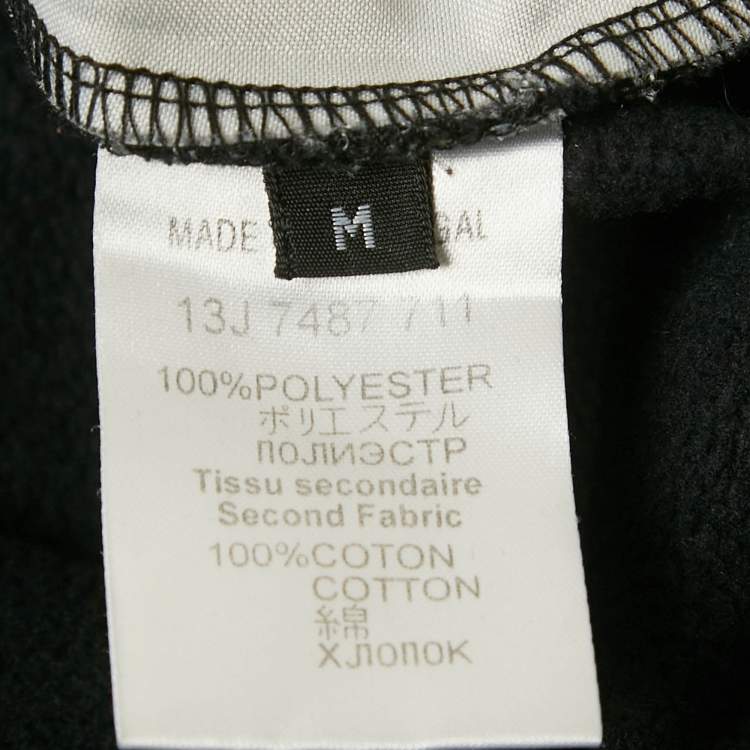 M
MADE GAL
13J 7487 711
100%POLYESTER
ポリエステル
ПОЛИЭСТР
Tissu secondaire
Second Fabric
100%COTON
COTTON
綿
ХЛОПОК